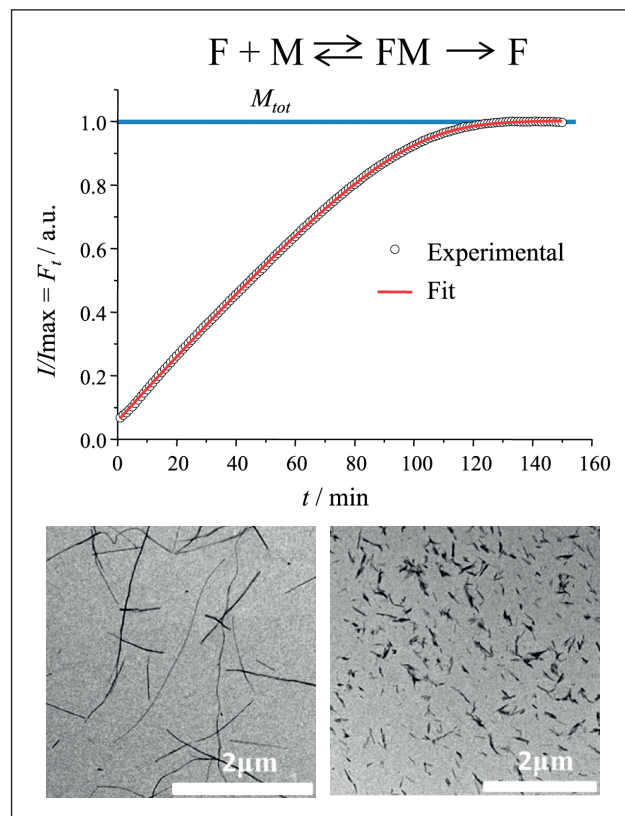 F + M ⇌ FM → F
M_tot
1.0
0.8
0.6
0.4
0.2
0.0
I/Imax = F_t / a.u.
Experimental
Fit
0 20 40 60 80 100 120 140 160
t / min
2µm 2µm